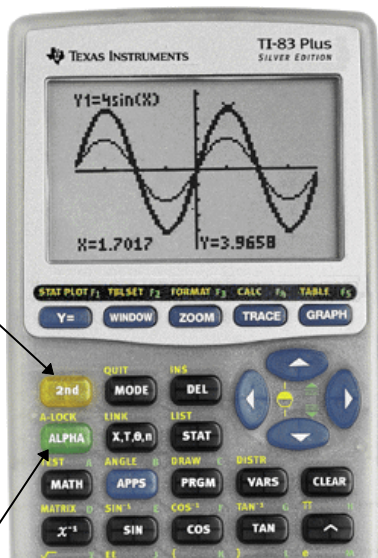 TEXAS INSTRUMENTS
TI-83 Plus
SILVER EDITION
Y1=4sin(X)
X=1.7017 Y=3.9658
STAT PLOT F1 TBLSET F2 FORMAT F3 CALC F4 TABLE F5
Y= WINDOW ZOOM TRACE GRAPH
QUIT INS
2nd MODE DEL
A-LOCK LINK LIST
ALPHA X,T,θ,n STAT
TEST A ANGLE B DRAW C DISTR
MATH APPS PRGM VARS CLEAR
MATRIX D SIN⁻¹ E COS⁻¹ F TAN⁻¹ G π H
x⁻¹ SIN COS TAN ^